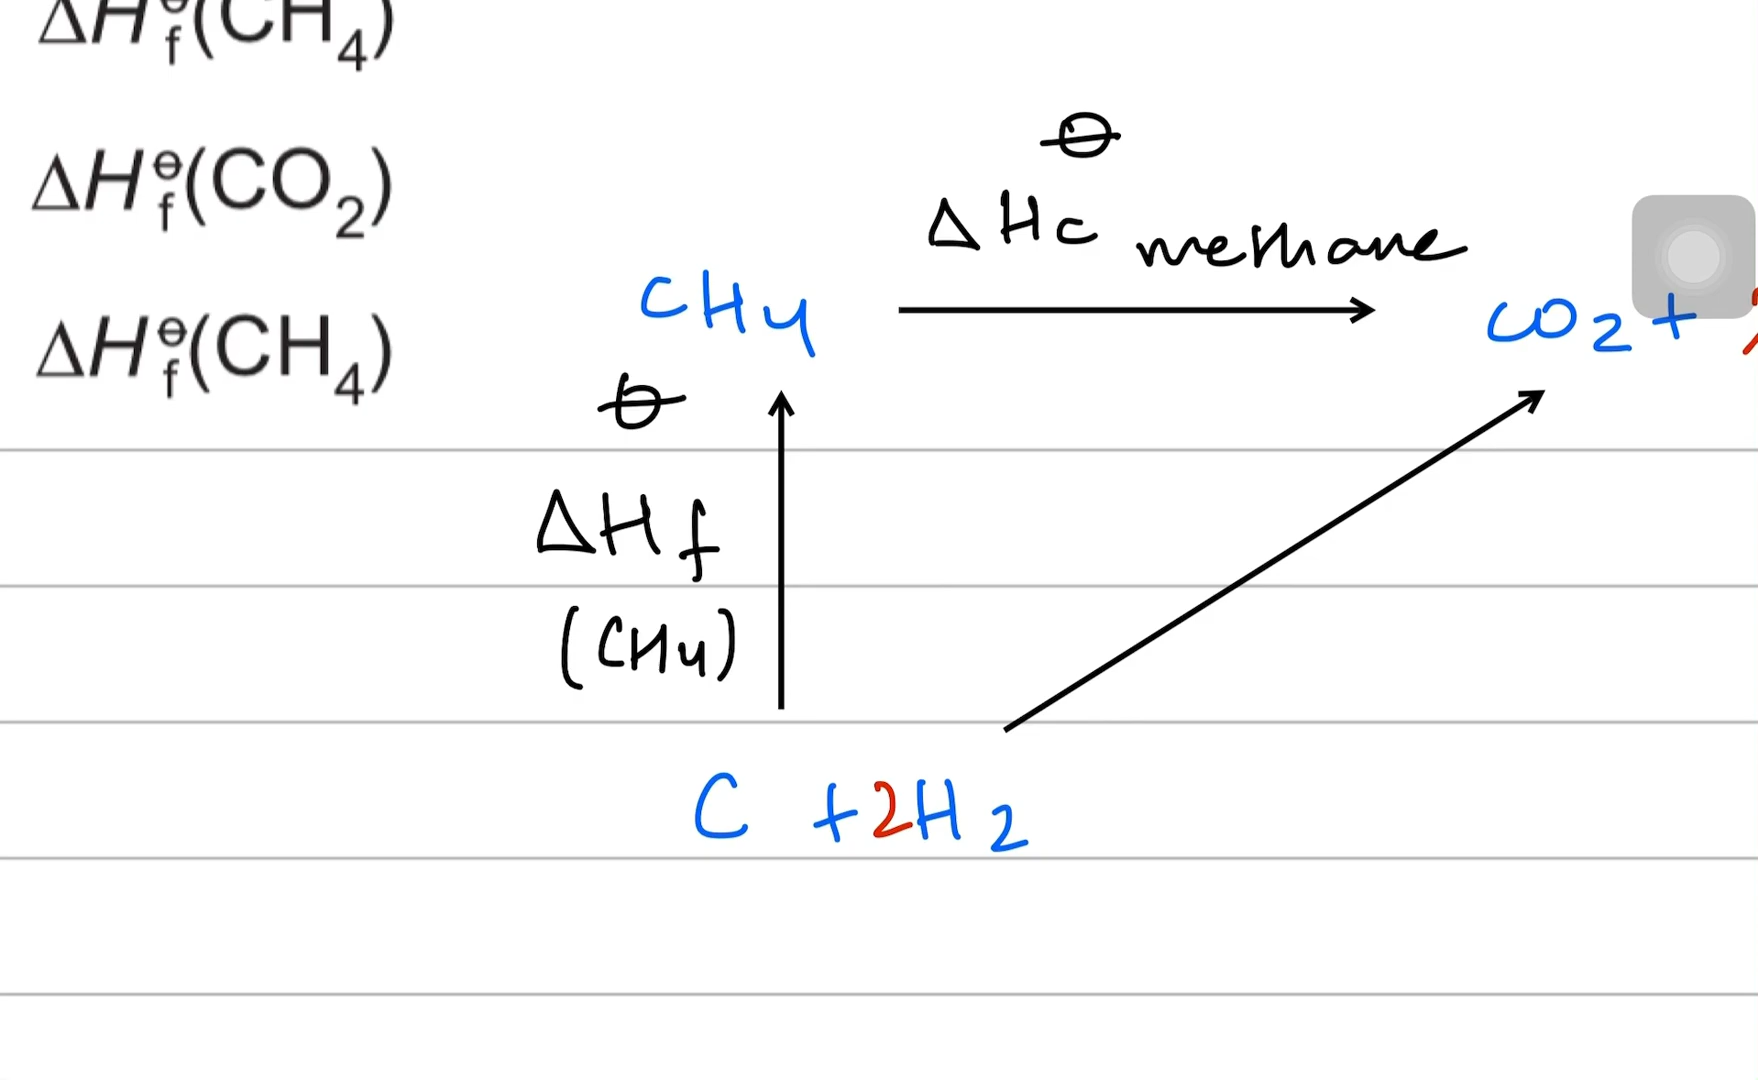 ΔH⦵f(CH4)
ΔH⦵f(CO2)
ΔH⦵f(CH4)
⦵
ΔHc methane
CH4
CO2 +
⦵
ΔHf
(CH4)
C +2H2